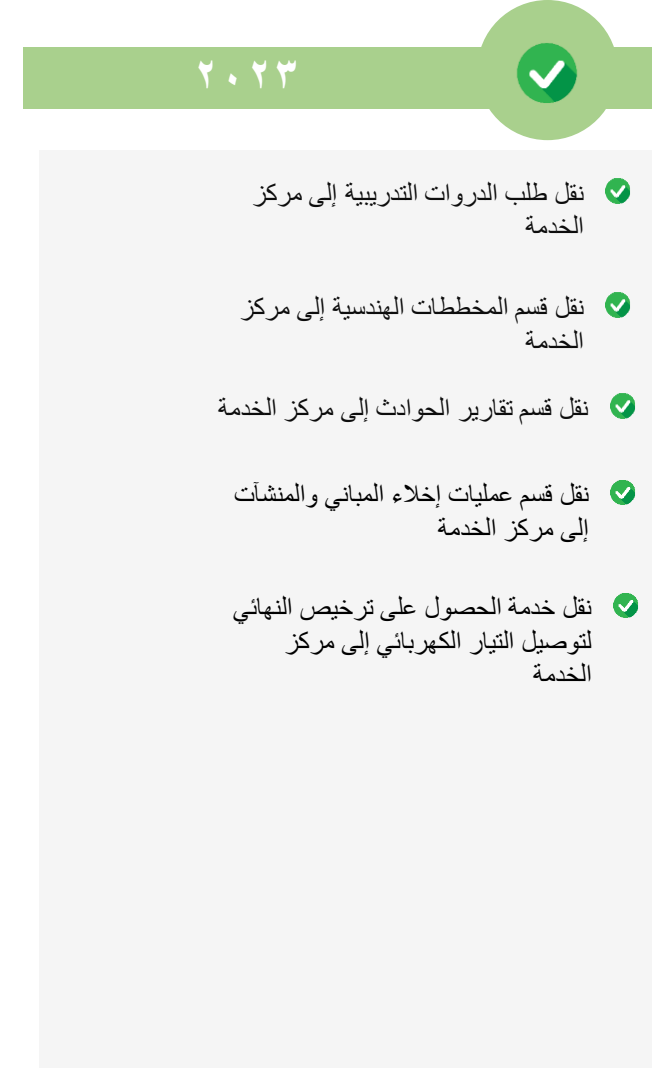 ٢٠٢٣
نقل طلب الدروات التدريبية إلى مركز
الخدمة
نقل قسم المخططات الهندسية إلى مركز
الخدمة
نقل قسم تقارير الحوادث إلى مركز الخدمة
نقل قسم عمليات إخلاء المباني والمنشآت
إلى مركز الخدمة
نقل خدمة الحصول على ترخيص النهائي
لتوصيل التيار الكهربائي إلى مركز
الخدمة